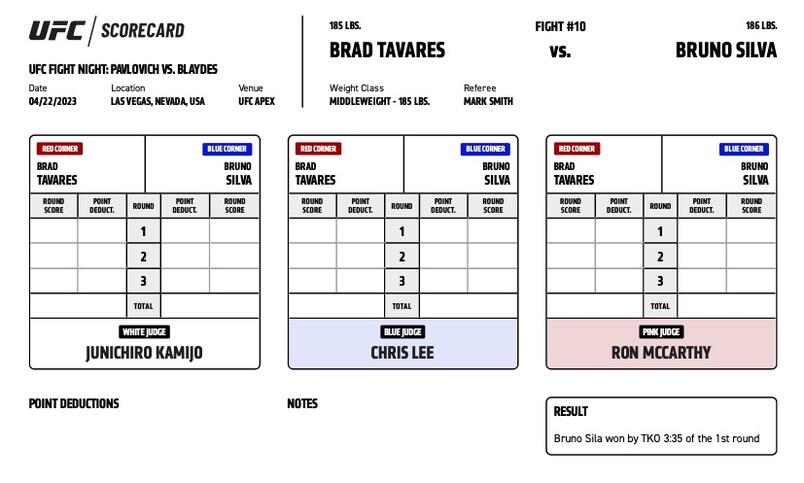 UFC / SCORECARD
UFC FIGHT NIGHT: PAVLOVICH VS. BLAYDES
Date Location Venue
04/22/2023 LAS VEGAS, NEVADA, USA UFC APEX
185 LBS. FIGHT #10 186 LBS.
BRAD TAVARES vs. BRUNO SILVA
Weight Class Referee
MIDDLEWEIGHT - 185 LBS. MARK SMITH
RED CORNER BLUE CORNER
BRAD BRUNO
TAVARES SILVA
ROUND SCORE POINT DEDUCT. ROUND POINT DEDUCT. ROUND SCORE
1
2
3
TOTAL
WHITE JUDGE
JUNICHIRO KAMIJO
RED CORNER BLUE CORNER
BRAD BRUNO
TAVARES SILVA
ROUND SCORE POINT DEDUCT. ROUND POINT DEDUCT. ROUND SCORE
1
2
3
TOTAL
BLUE JUDGE
CHRIS LEE
RED CORNER BLUE CORNER
BRAD BRUNO
TAVARES SILVA
ROUND SCORE POINT DEDUCT. ROUND POINT DEDUCT. ROUND SCORE
1
2
3
TOTAL
PINK JUDGE
RON MCCARTHY
POINT DEDUCTIONS
NOTES
RESULT
Bruno Sila won by TKO 3:35 of the 1st round